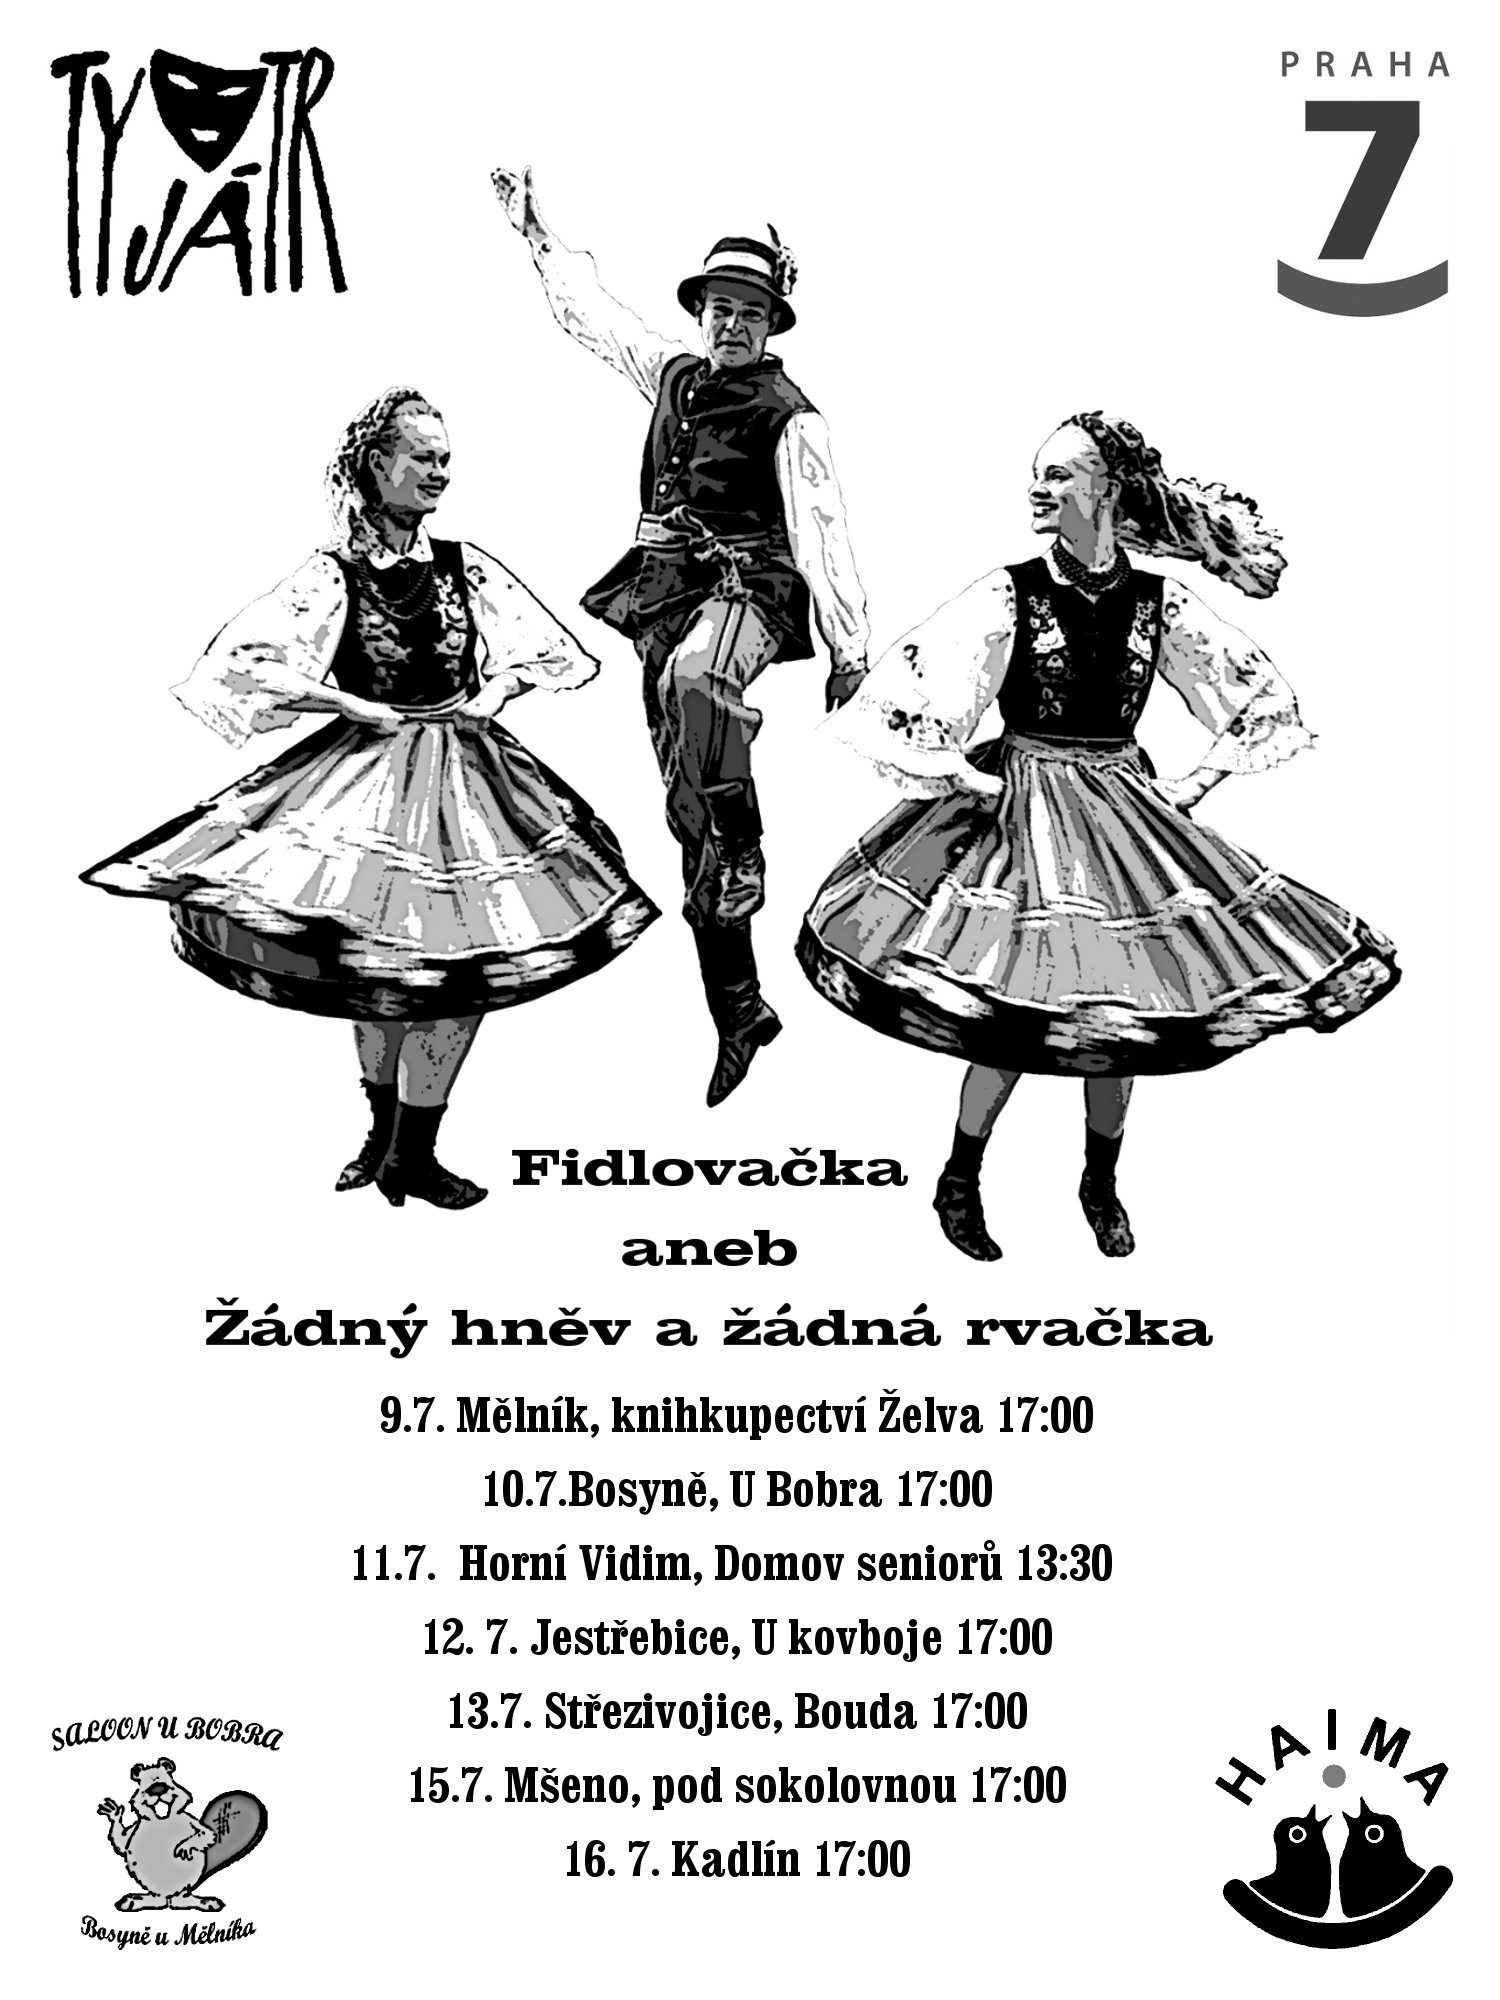 TYJÁTR
PRAHA
7
Fidlovačka
aneb
Žádný hněv a žádná rvačka
9.7. Mělník, knihkupectví Želva 17:00
10.7.Bosyně, U Bobra 17:00
11.7. Horní Vidim, Domov seniorů 13:30
12. 7. Jestřebice, U kovboje 17:00
13.7. Střezivojice, Bouda 17:00
15.7. Mšeno, pod sokolovnou 17:00
16. 7. Kadlín 17:00
SALOON U BOBRA
Bosyně u Mělníka
HAIMA